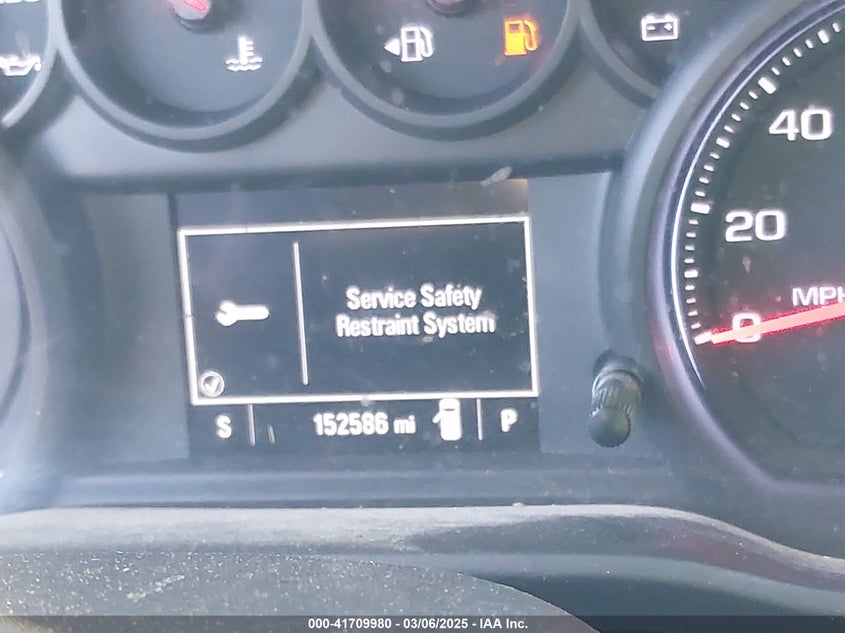 40
20
MPH
0
Service Safety
Restraint System
S 152586 mi P
000-41709980 - 03/06/2025 - IAA Inc.